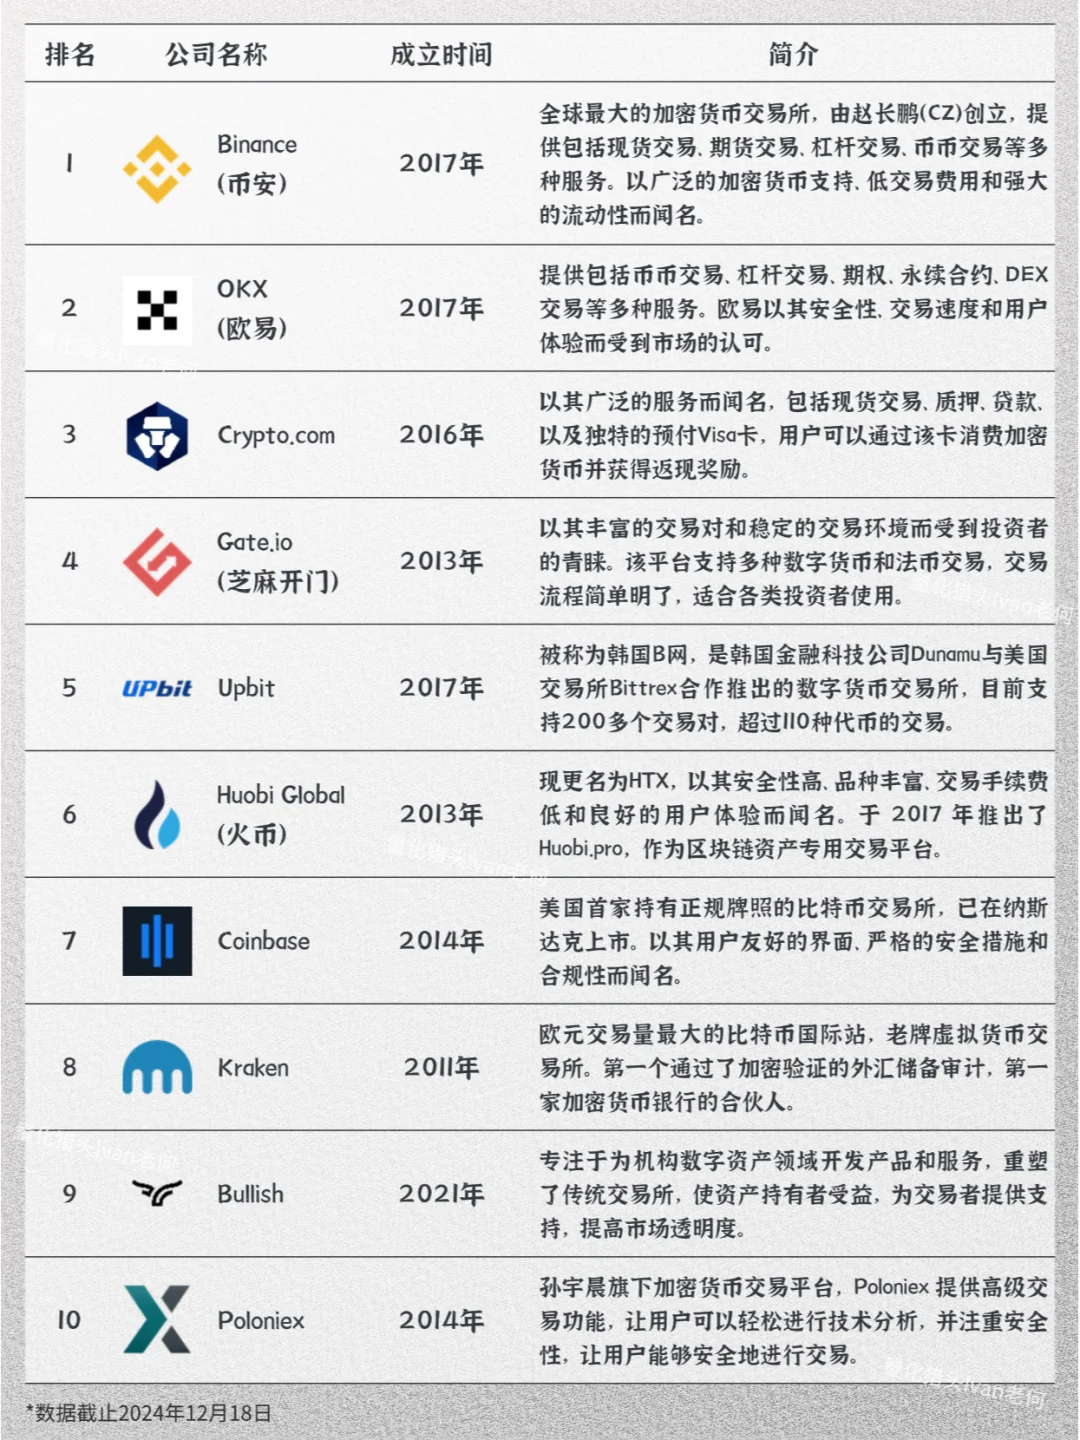 排名 公司名称 成立时间 简介
1
Binance
(币安)
2017年
全球最大的加密货币交易所，由赵长鹏(CZ)创立，提
供包括现货交易、期货交易、杠杆交易、币币交易等多
种服务。以广泛的加密货币支持、低交易费用和强大
的流动性而闻名。
2
OKX
(欧易)
2017年
提供包括币币交易、杠杆交易、期权、永续合约、DEX
交易等多种服务。欧易以其安全性、交易速度和用户
体验而受到市场的认可。
3
Crypto.com
2016年
以其广泛的服务而闻名，包括现货交易、质押、贷款、
以及独特的预付Visa卡，用户可以通过该卡消费加密
货币并获得返现奖励。
4
Gate.io
(芝麻开门)
2013年
以其丰富的交易对和稳定的交易环境而受到投资者
的青睐。该平台支持多种数字货币和法币交易，交易
流程简单明了，适合各类投资者使用。
5
UPbit
Upbit
2017年
被称为韩国B网，是韩国金融科技公司Dunamu与美国
交易所Bittrex合作推出的数字货币交易所，目前支
持200多个交易对，超过110种代币的交易。
6
Huobi Global
(火币)
2013年
现更名为HTX，以其安全性高、品种丰富、交易手续费
低和良好的用户体验而闻名。于 2017 年推出了
Huobi.pro，作为区块链资产专用交易平台。
7
Coinbase
2014年
美国首家持有正规牌照的比特币交易所，已在纳斯
达克上市。以其用户友好的界面、严格的安全措施和
合规性而闻名。
8
Kraken
2011年
欧元交易量最大的比特币国际站，老牌虚拟货币交
易所。第一个通过了加密验证的外汇储备审计，第一
家加密货币银行的合伙人。
9
Bullish
2021年
专注于为机构数字资产领域开发产品和服务，重塑
了传统交易所，使资产持有者受益，为交易者提供支
持，提高市场透明度。
10
Poloniex
2014年
孙宇晨旗下加密货币交易平台，Poloniex 提供高级交
易功能，让用户可以轻松进行技术分析，并注重安全
性，让用户能够安全地进行交易。
*数据截止2024年12月18日
量化猎头Ivan老何